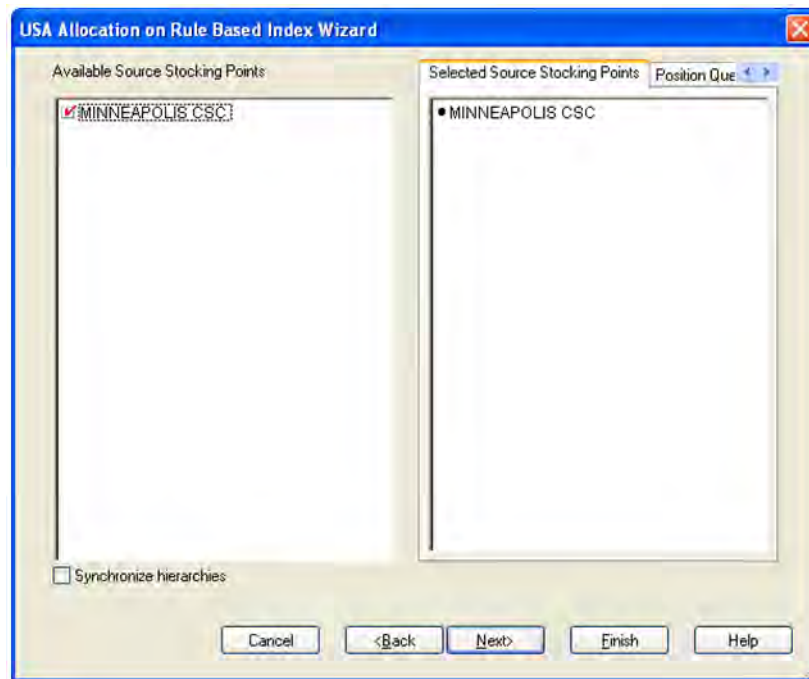 USA Allocation on Rule Based Index Wizard
Available Source Stocking Points
MINNEAPOLIS CSC
Selected Source Stocking Points
Position Que
MINNEAPOLIS CSC
Synchronize hierarchies
Cancel
<Back
Next>
Finish
Help